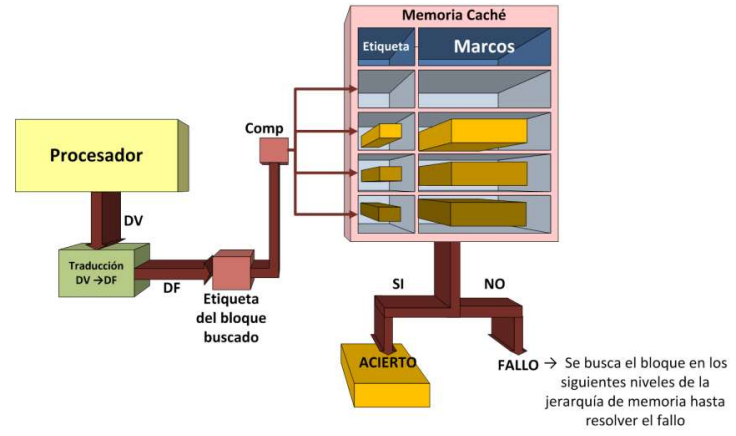 Memoria Caché
Etiqueta
Marcos
Comp
Procesador
DV
Traducción
DV →DF
DF
Etiqueta
del bloque
buscado
SI
NO
ACIERTO
FALLO → Se busca el bloque en los
siguientes niveles de la
jerarquía de memoria hasta
resolver el fallo